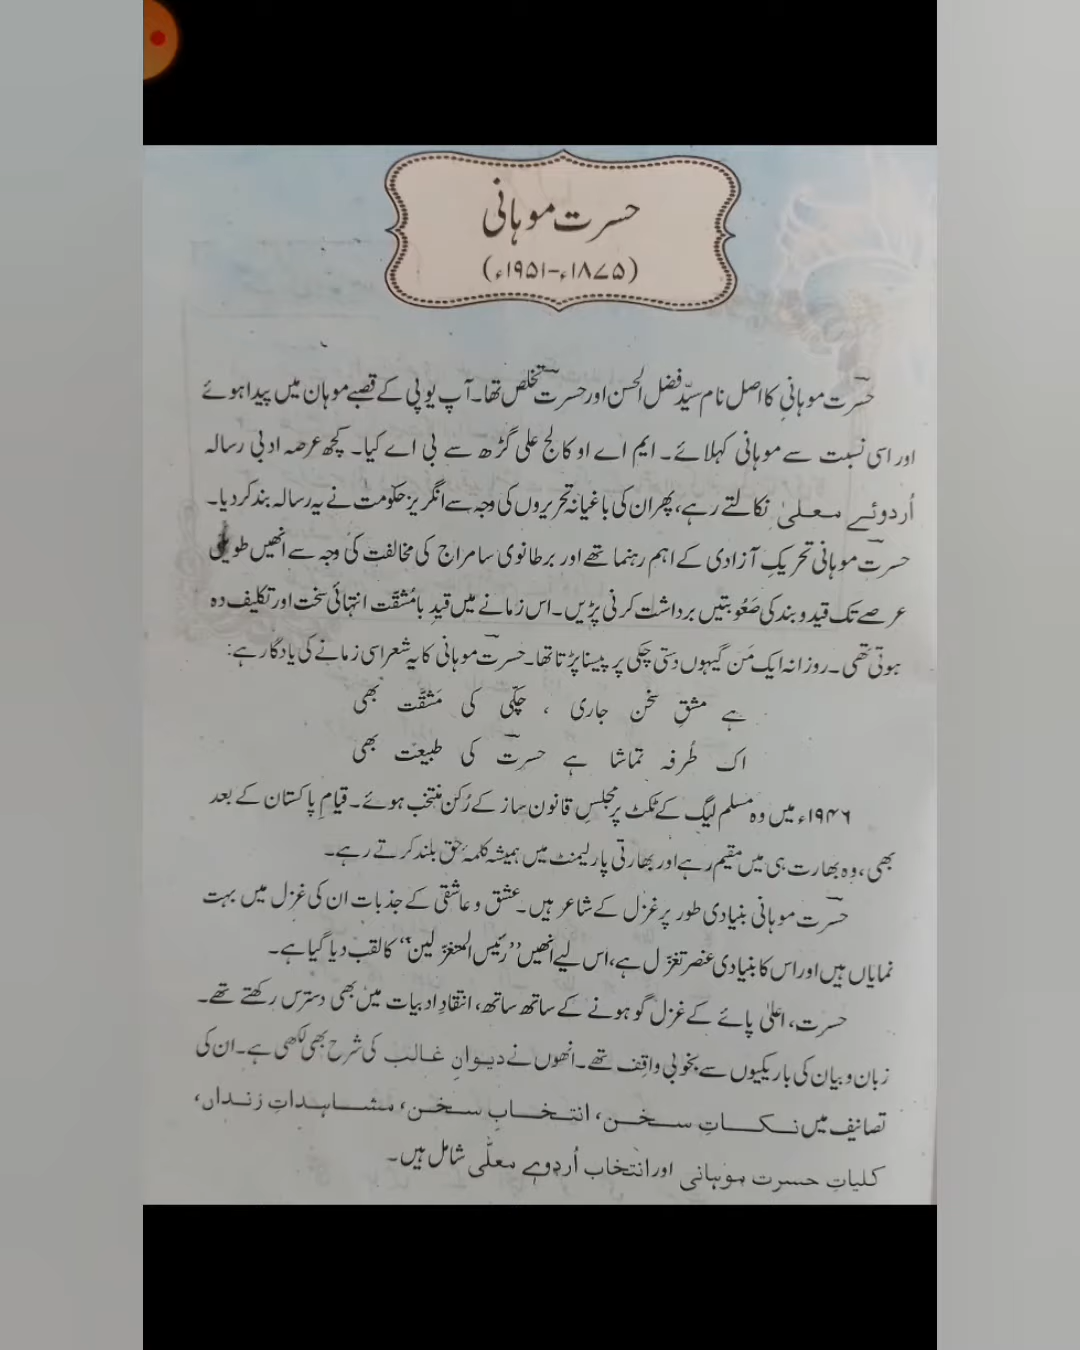 حسرت موہانی
(۱۸۷۵ء-۱۹۵۱ء)
حسرتؔ موہانی کا اصل نام سیّد فضل الحسن اور حسرتؔ تخلص تھا۔ آپ یو پی کے قصبے موہان میں پیدا ہوئے
اور اسی نسبت سے موہانی کہلائے۔ ایم اے او کالج علی گڑھ سے بی اے کیا۔ کچھ عرصہ ادبی رسالہ
اُردوئے معلیٰ نکالتے رہے، پھر ان کی باغیانہ تحریروں کی وجہ سے انگریز حکومت نے یہ رسالہ بند کر دیا۔
حسرتؔ موہانی تحریکِ آزادی کے اہم رہنما تھے اور برطانوی سامراج کی مخالفت کی وجہ سے انھیں طویل
عرصے تک قید و بند کی صَعُوبتیں برداشت کرنی پڑیں۔ اس زمانے میں قیدِ بامُشقّت انتہائی سخت اور تکلیف دہ
ہوتی تھی۔ روزانہ ایک مَن گیہوں دستی چکی پر پیسنا پڑتا تھا۔ حسرتؔ موہانی کا یہ شعر اسی زمانے کی یادگار ہے:
ہے مشقِ سخن جاری ، چکّی کی مَشقَّت بھی
اک طُرفہ تماشا ہے حسرتؔ کی طبیعت بھی
۱۹۴۶ء میں وہ مسلم لیگ کے ٹکٹ پر مجلسِ قانون ساز کے رُکن منتخب ہوئے۔ قیامِ پاکستان کے بعد
بھی، وہ بھارت ہی میں مقیم رہے اور بھارتی پارلیمنٹ میں ہمیشہ کلمۂ حق بلند کرتے رہے۔
حسرتؔ موہانی بنیادی طور پر غزل کے شاعر ہیں۔ عشق و عاشقی کے جذبات ان کی غزل میں بہت
نمایاں ہیں اور اس کا بنیادی عنصر تغزّل ہے، اس لیے انھیں ”رئیس المتغزّلین“ کا لقب دیا گیا ہے۔
حسرت، اعلیٰ پائے کے غزل گو ہونے کے ساتھ ساتھ، انتقادِ ادبیات میں بھی دسترس رکھتے تھے۔
زبان و بیان کی باریکیوں سے بخوبی واقف تھے۔ انھوں نے دیوانِ غالب کی شرح بھی لکھی ہے۔ ان کی
تصانیف میں نکاتِ سخن، انتخابِ سخن، مشاہداتِ زنداں،
کلیاتِ حسرت موہانی اور انتخاب اُردوے معلّٰی شامل ہیں۔